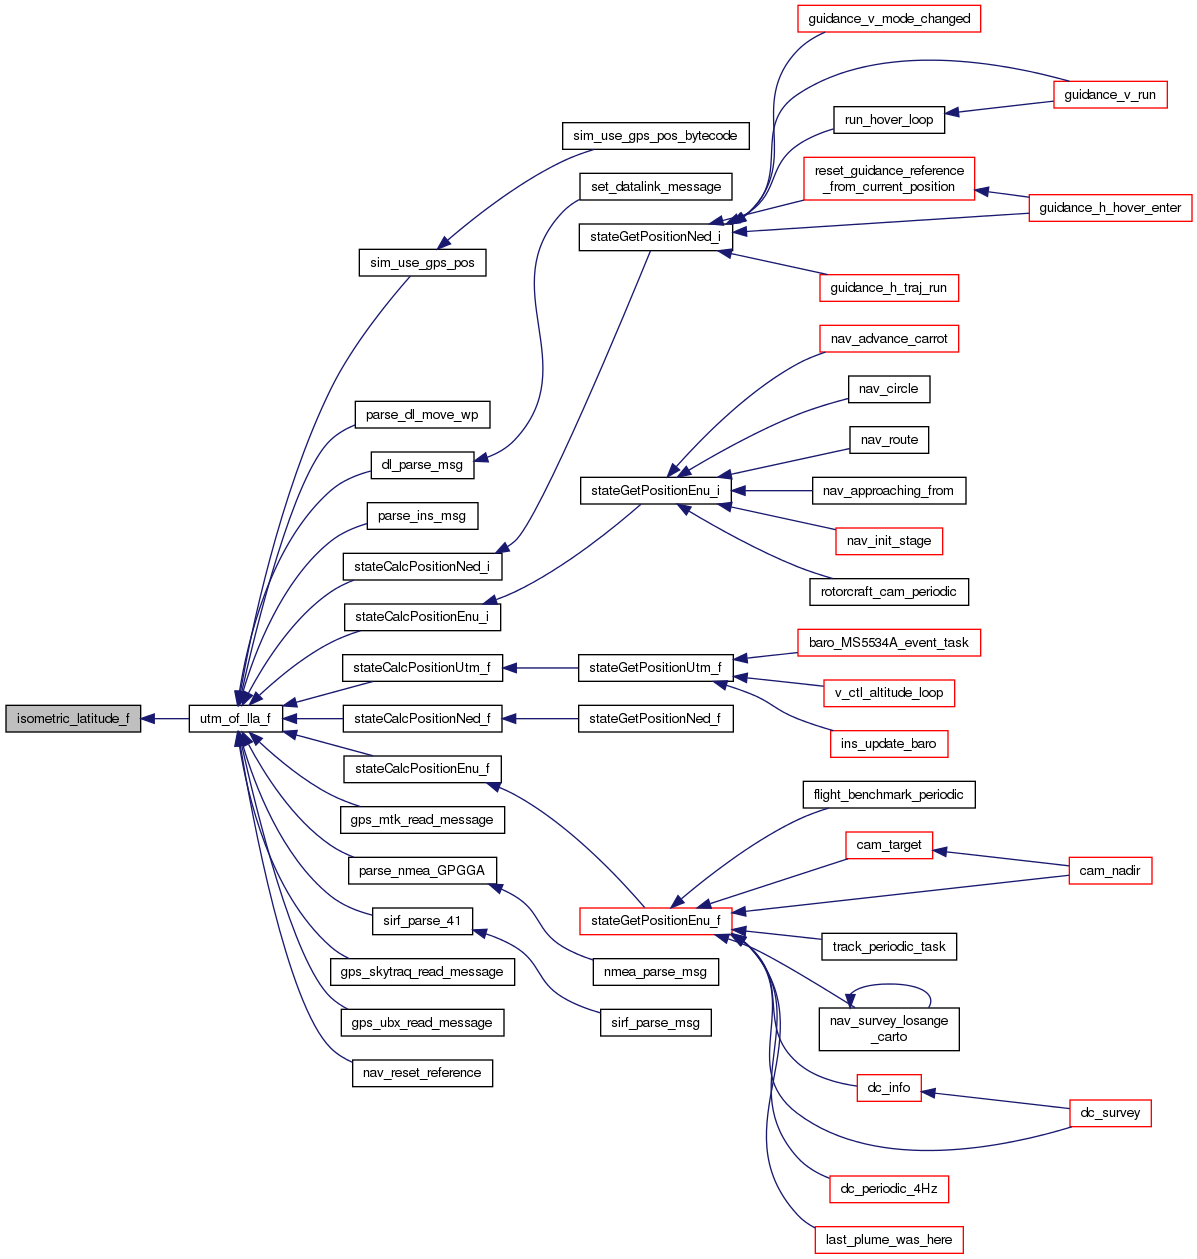 guidance_v_mode_changed
guidance_v_run
run_hover_loop
sim_use_gps_pos_bytecode
reset_guidance_reference
_from_current_position
set_datalink_message
guidance_h_hover_enter
stateGetPositionNed_i
sim_use_gps_pos
guidance_h_traj_run
nav_advance_carrot
nav_circle
parse_dl_move_wp
nav_route
dl_parse_msg
stateGetPositionEnu_i
nav_approaching_from
parse_ins_msg
nav_init_stage
stateCalcPositionNed_i
rotorcraft_cam_periodic
stateCalcPositionEnu_i
baro_MS5534A_event_task
stateCalcPositionUtm_f
stateGetPositionUtm_f
v_ctl_altitude_loop
isometric_latitude_f
utm_of_lla_f
stateCalcPositionNed_f
stateGetPositionNed_f
ins_update_baro
stateCalcPositionEnu_f
flight_benchmark_periodic
gps_mtk_read_message
cam_target
parse_nmea_GPGGA
cam_nadir
sirf_parse_41
stateGetPositionEnu_f
track_periodic_task
gps_skytraq_read_message
nmea_parse_msg
gps_ubx_read_message
sirf_parse_msg
nav_survey_losange
_carto
nav_reset_reference
dc_info
dc_survey
dc_periodic_4Hz
last_plume_was_here